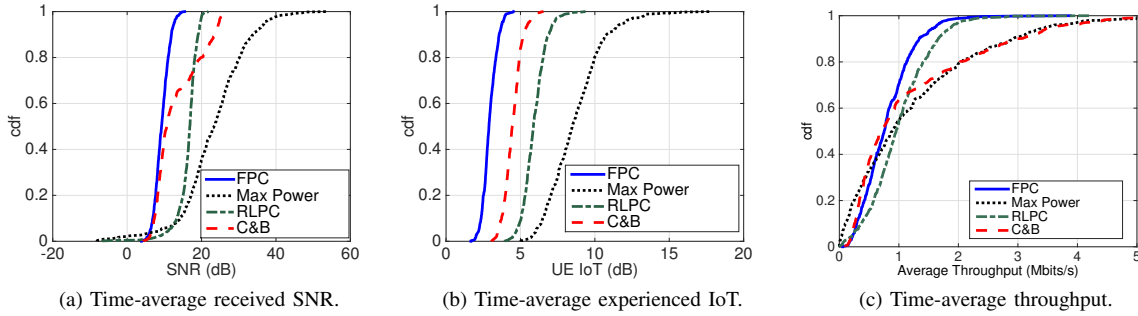 1
0.8
0.6
0.4
0.2
0
cdf
-20 0 20 40 60
SNR (dB)
FPC
Max Power
RLPC
C&B
(a) Time-average received SNR.
1
0.8
0.6
0.4
0.2
0
cdf
0 5 10 15 20
UE IoT (dB)
FPC
Max Power
RLPC
C&B
(b) Time-average experienced IoT.
1
0.8
0.6
0.4
0.2
0
cdf
0 1 2 3 4 5
Average Throughput (Mbits/s)
FPC
Max Power
RLPC
C&B
(c) Time-average throughput.